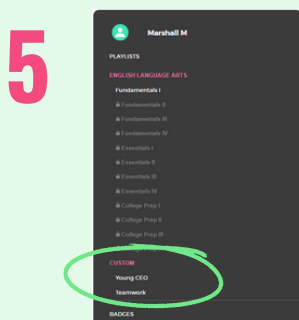 5
Marshall M
PLAYLISTS
ENGLISH LANGUAGE ARTS
Fundamentals I
Fundamentals II
Fundamentals III
Fundamentals IV
Essentials I
Essentials II
Essentials III
Essentials IV
College Prep I
College Prep II
College Prep III
CUSTOM
Young CEO
Teamwork
BADGES